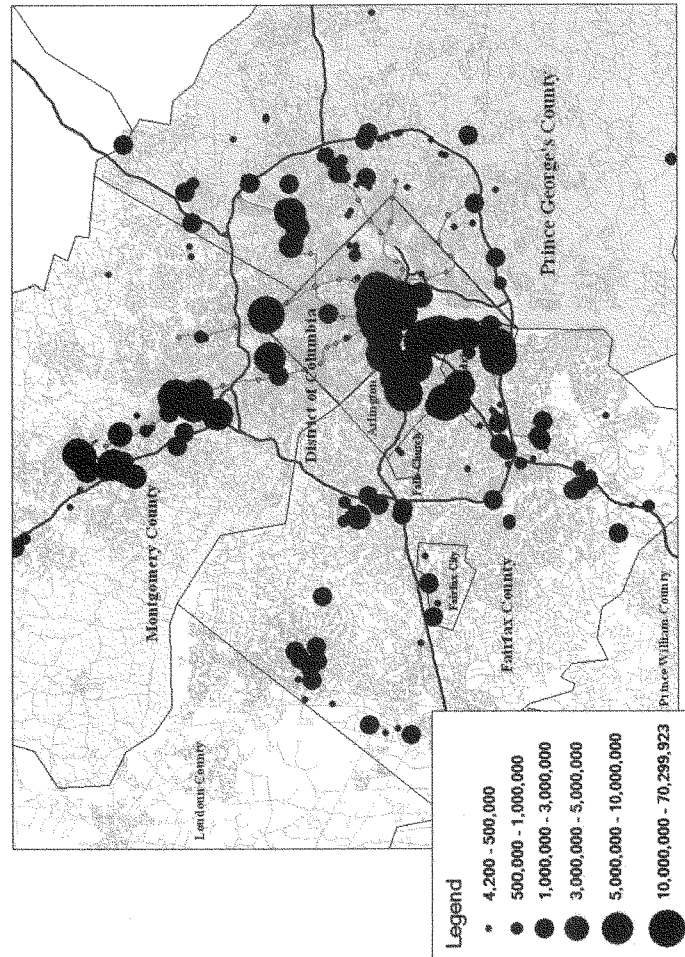 Loudoun County
Montgomery County
District of Columbia
Arlington
Falls Church
Fairfax City
Fairfax County
Prince William County
Prince George's County
Legend
4,200 - 500,000
500,000 - 1,000,000
1,000,000 - 3,000,000
3,000,000 - 5,000,000
5,000,000 - 10,000,000
10,000,000 - 70,299,923